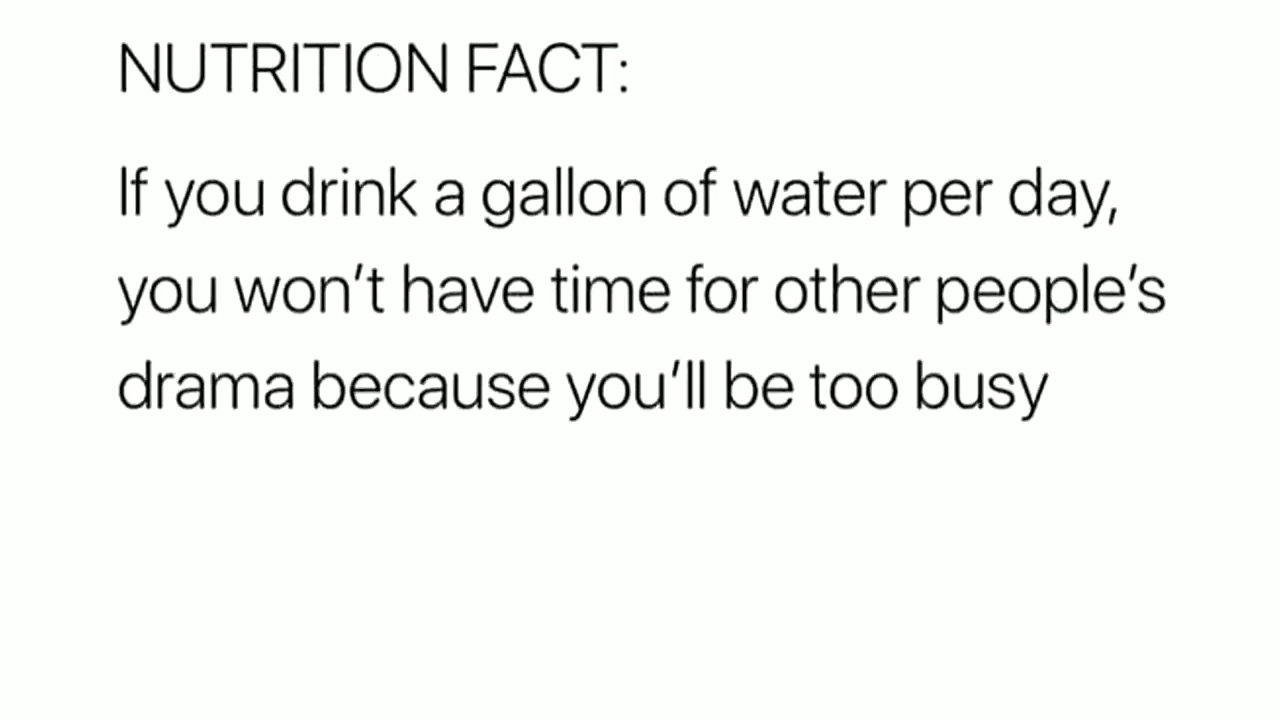 NUTRITION FACT:
If you drink a gallon of water per day,
you won’t have time for other people’s
drama because you’ll be too busy